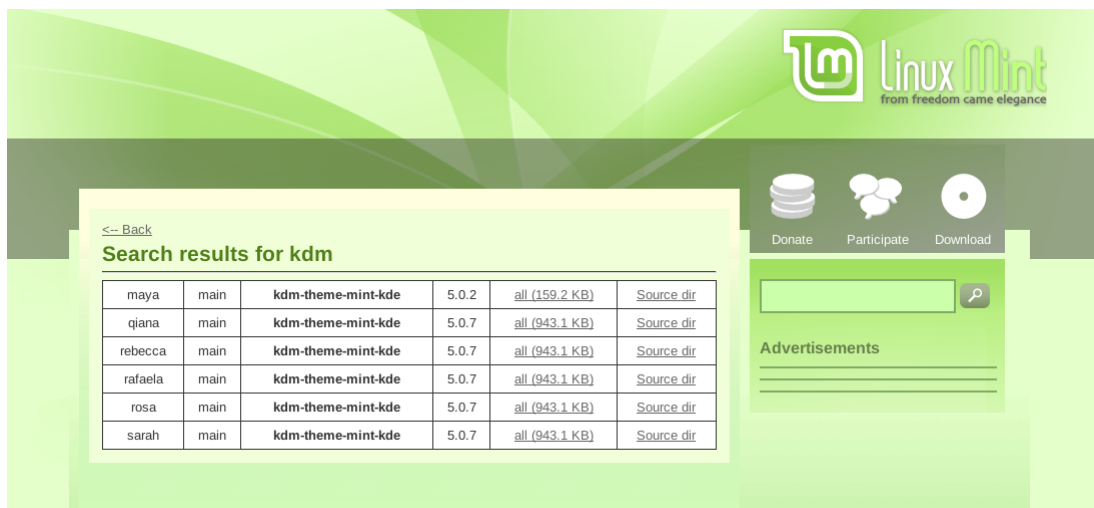 Linux Mint
from freedom came elegance
Donate Participate Download
<-- Back
Search results for kdm
maya main kdm-theme-mint-kde 5.0.2 all (159.2 KB) Source dir
qiana main kdm-theme-mint-kde 5.0.7 all (943.1 KB) Source dir
rebecca main kdm-theme-mint-kde 5.0.7 all (943.1 KB) Source dir
rafaela main kdm-theme-mint-kde 5.0.7 all (943.1 KB) Source dir
rosa main kdm-theme-mint-kde 5.0.7 all (943.1 KB) Source dir
sarah main kdm-theme-mint-kde 5.0.7 all (943.1 KB) Source dir
Advertisements